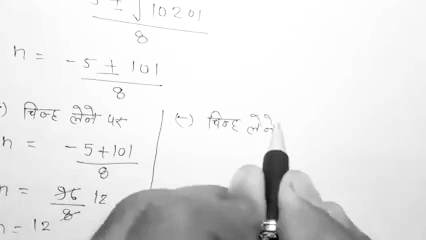 5 ± √10201
8
n = -5 ± 101
8
) चिन्ह लेने पर
n = -5+101
8
n = 96 12
8
n = 12
(-) चिन्ह लेने